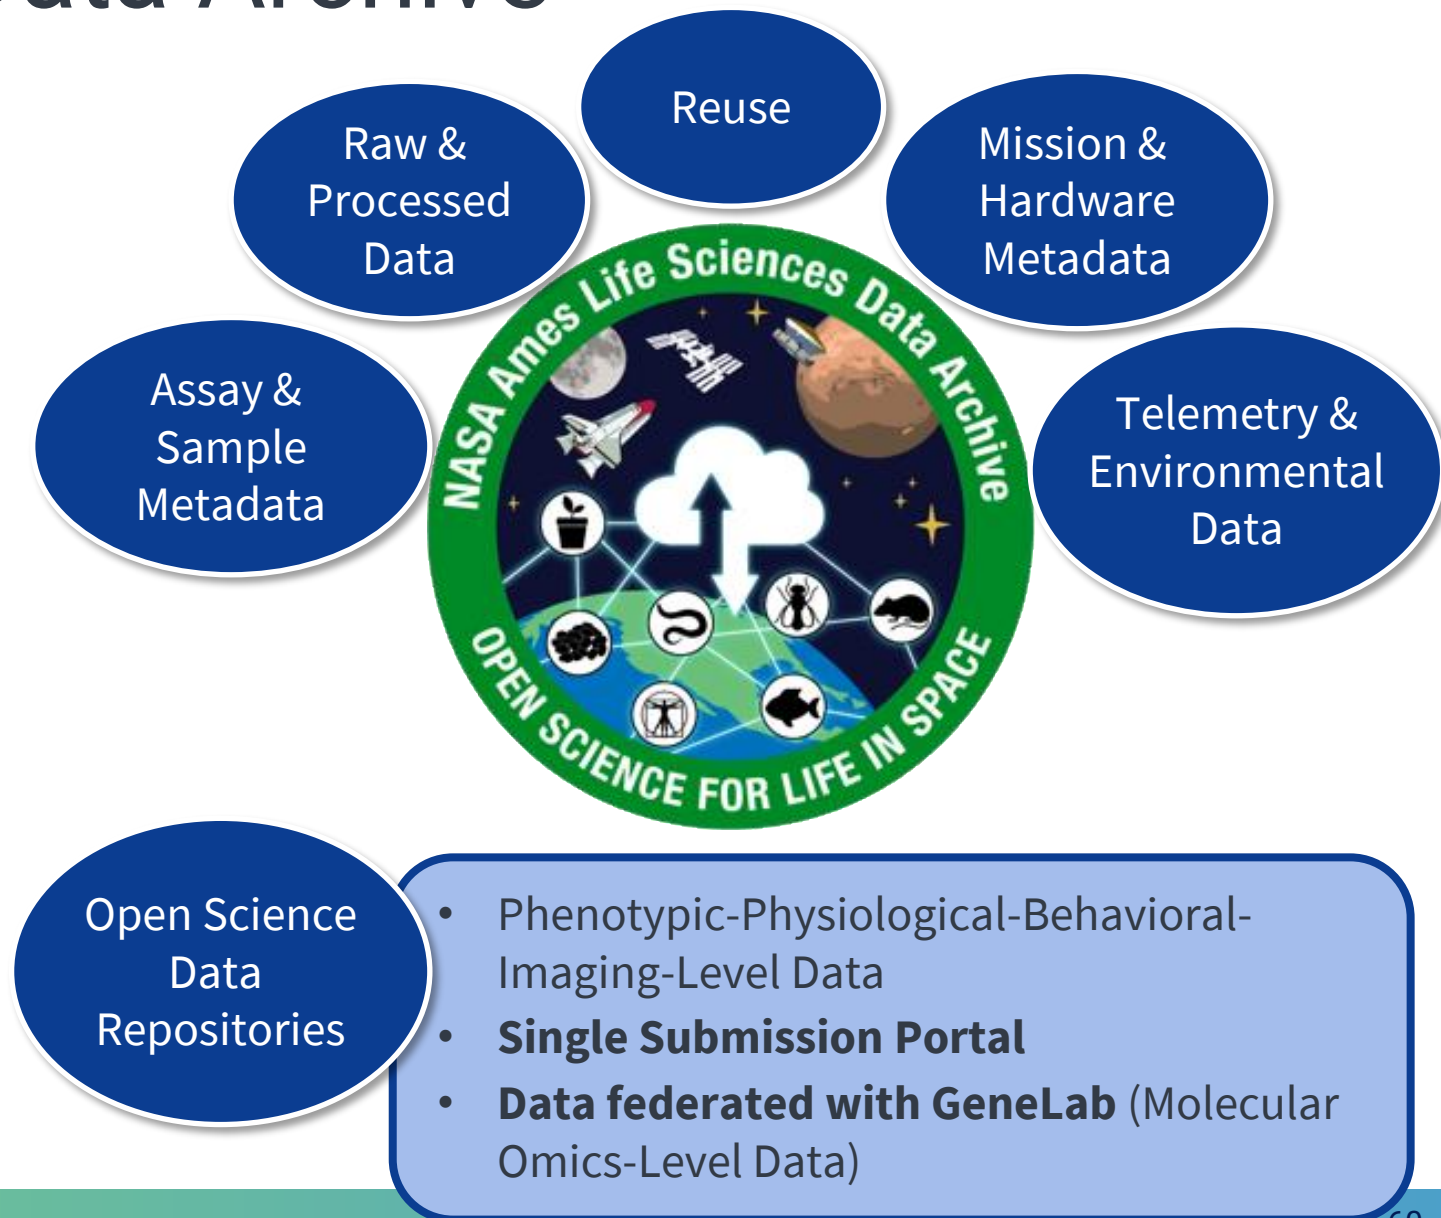 Data Archive
Reuse
Raw &
Processed
Data
Mission &
Hardware
Metadata
Assay &
Sample
Metadata
Telemetry &
Environmental
Data
NASA Ames Life Sciences Data Archive
OPEN SCIENCE FOR LIFE IN SPACE
Open Science
Data
Repositories
• Phenotypic-Physiological-Behavioral-
Imaging-Level Data
• Single Submission Portal
• Data federated with GeneLab (Molecular
Omics-Level Data)